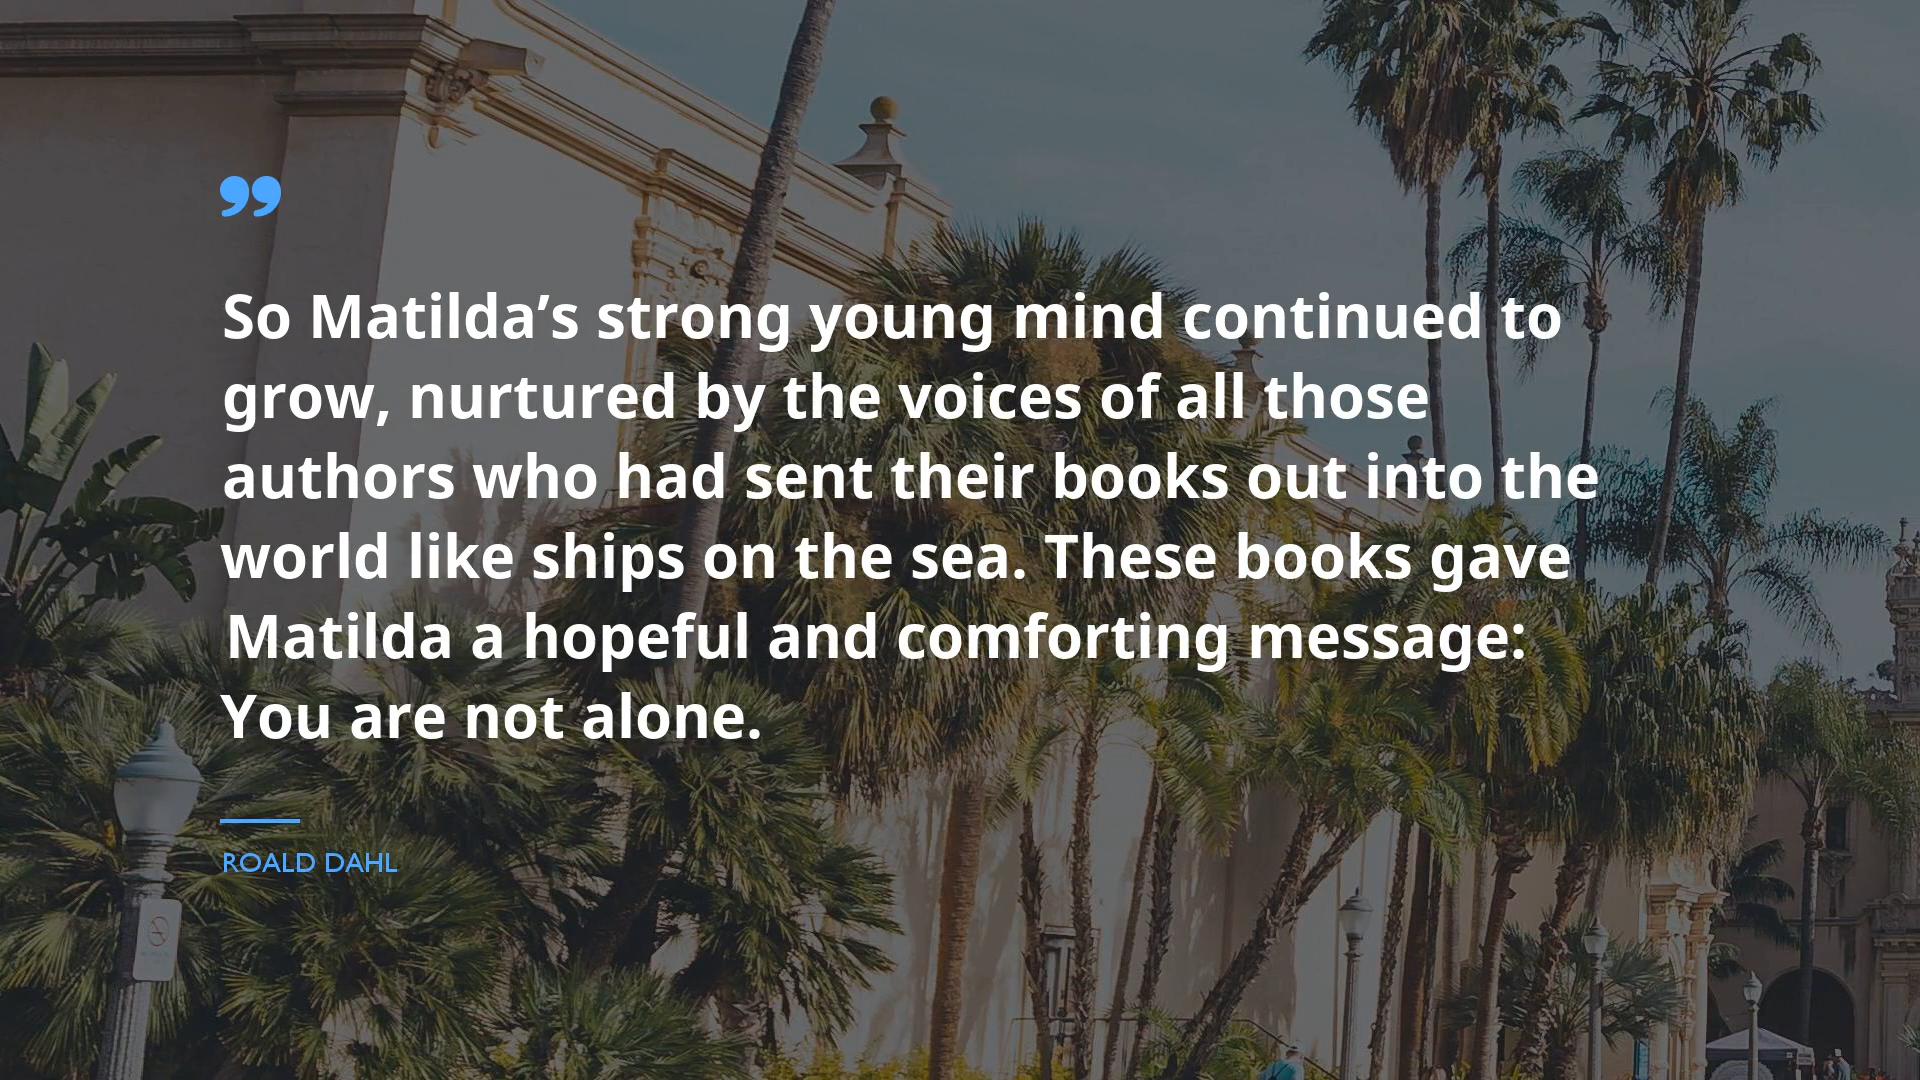 ”
So Matilda’s strong young mind continued to
grow, nurtured by the voices of all those
authors who had sent their books out into the
world like ships on the sea. These books gave
Matilda a hopeful and comforting message:
You are not alone.
ROALD DAHL